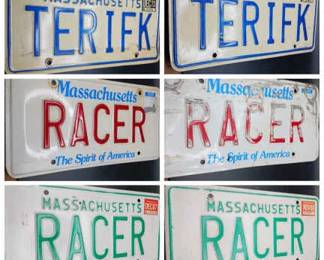 MASSACHUSETTS
TERIFK
TERIFK
Massachusetts
RACER
The Spirit of America
Massachusetts
RACER
The Spirit of America
MASSACHUSETTS
RACER
MASSACHUSETTS
RACER